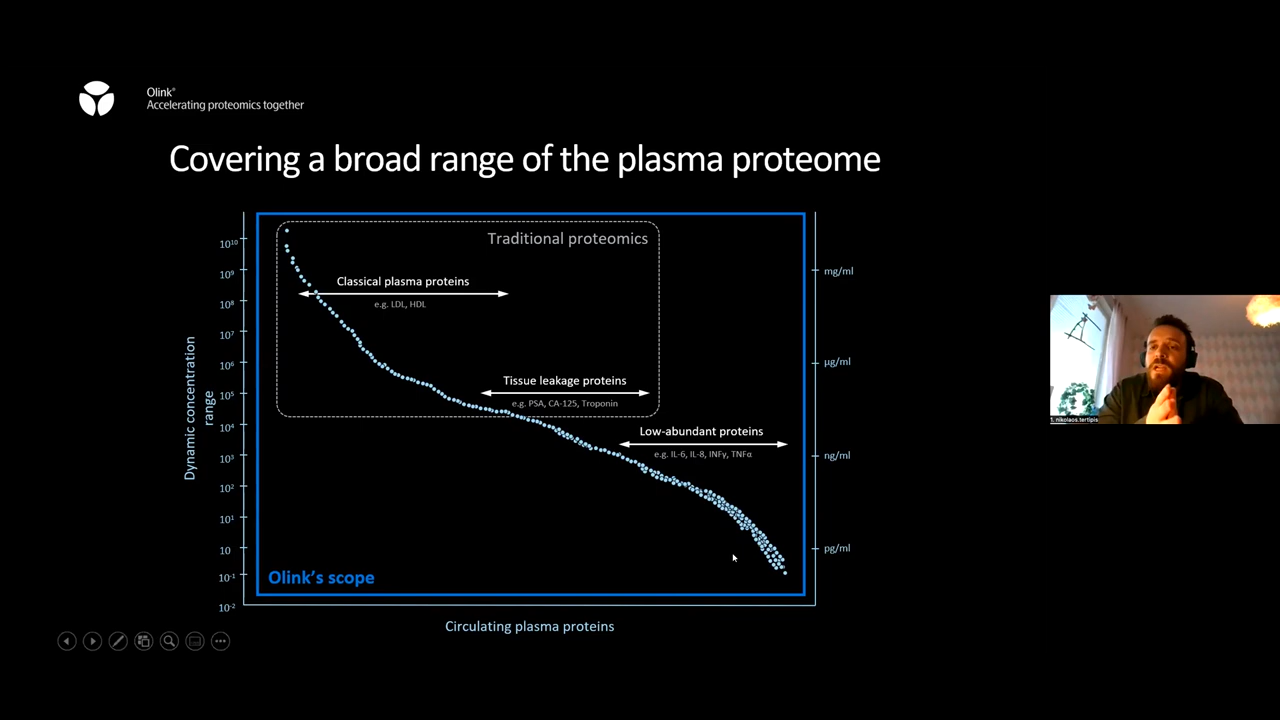 Olink®
Accelerating proteomics together
Covering a broad range of the plasma proteome
Traditional proteomics
Classical plasma proteins
e.g. LDL, HDL
Tissue leakage proteins
e.g. PSA, CA-125, Troponin
Low-abundant proteins
e.g. IL-6, IL-8, INFγ, TNFα
Olink's scope
Dynamic concentration
range
10¹⁰
10⁹
10⁸
10⁷
10⁶
10⁵
10⁴
10³
10²
10¹
10
10⁻¹
10⁻²
mg/ml
μg/ml
ng/ml
pg/ml
Circulating plasma proteins
1. nikolaos.tertipis